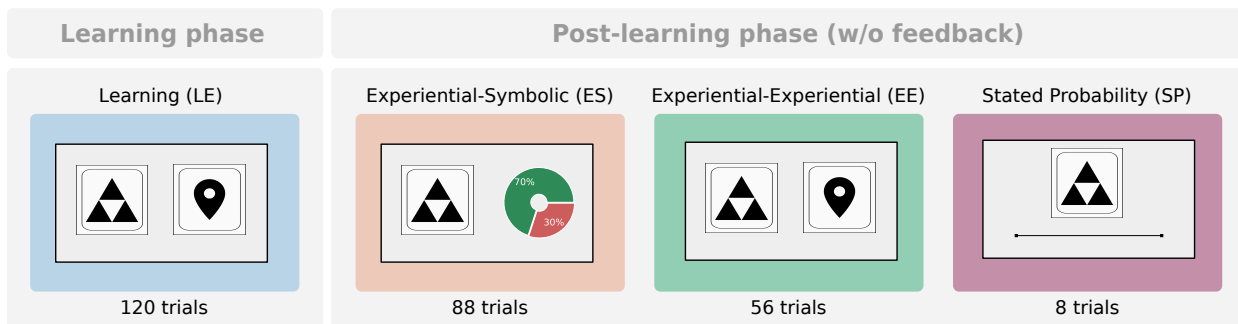 Learning phase
Post-learning phase (w/o feedback)
Learning (LE)
Experiential-Symbolic (ES)
Experiential-Experiential (EE)
Stated Probability (SP)
70%
30%
120 trials
88 trials
56 trials
8 trials